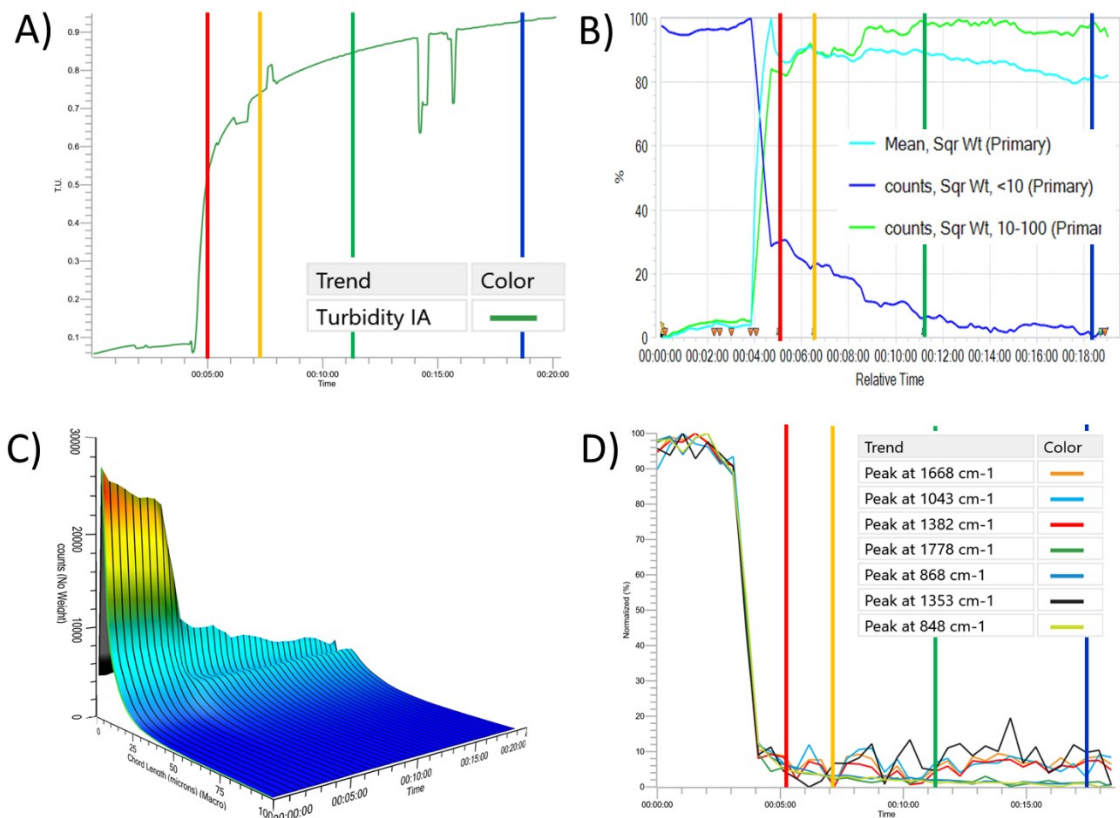 A)
0.9
0.8
0.7
0.6
0.5
0.4
0.3
0.2
0.1
T.U.
00:05:00
00:10:00
00:15:00
00:20:00
Time
Trend Color
Turbidity IA
B)
100
80
60
40
20
0
%
00:00:00
00:02:00
00:04:00
00:06:00
00:08:00
00:10:00
00:12:00
00:14:00
00:16:00
00:18:00
Relative Time
Mean, Sqr Wt (Primary)
counts, Sqr Wt, <10 (Primary)
counts, Sqr Wt, 10-100 (Primar
C)
30000
20000
10000
0
counts (No Weight)
0
25
50
75
100
Chord Length (microns) (Macro)
00:00:00
00:05:00
00:10:00
00:15:00
00:20:00
Time
D)
100
90
80
70
60
50
40
30
20
10
0
Normalized (%)
00:00:00
00:05:00
00:10:00
00:15:00
Time
Trend Color
Peak at 1668 cm-1
Peak at 1043 cm-1
Peak at 1382 cm-1
Peak at 1778 cm-1
Peak at 868 cm-1
Peak at 1353 cm-1
Peak at 848 cm-1